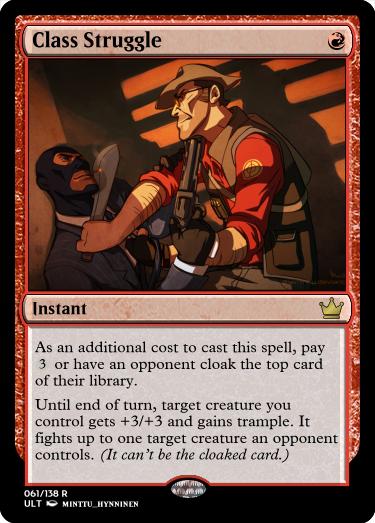 Class Struggle
Instant
As an additional cost to cast this spell, pay
3 or have an opponent cloak the top card
of their library.
Until end of turn, target creature you
control gets +3/+3 and gains trample. It
fights up to one target creature an opponent
controls. (It can't be the cloaked card.)
061/138 R
ULT MINTTU_HYNNINEN